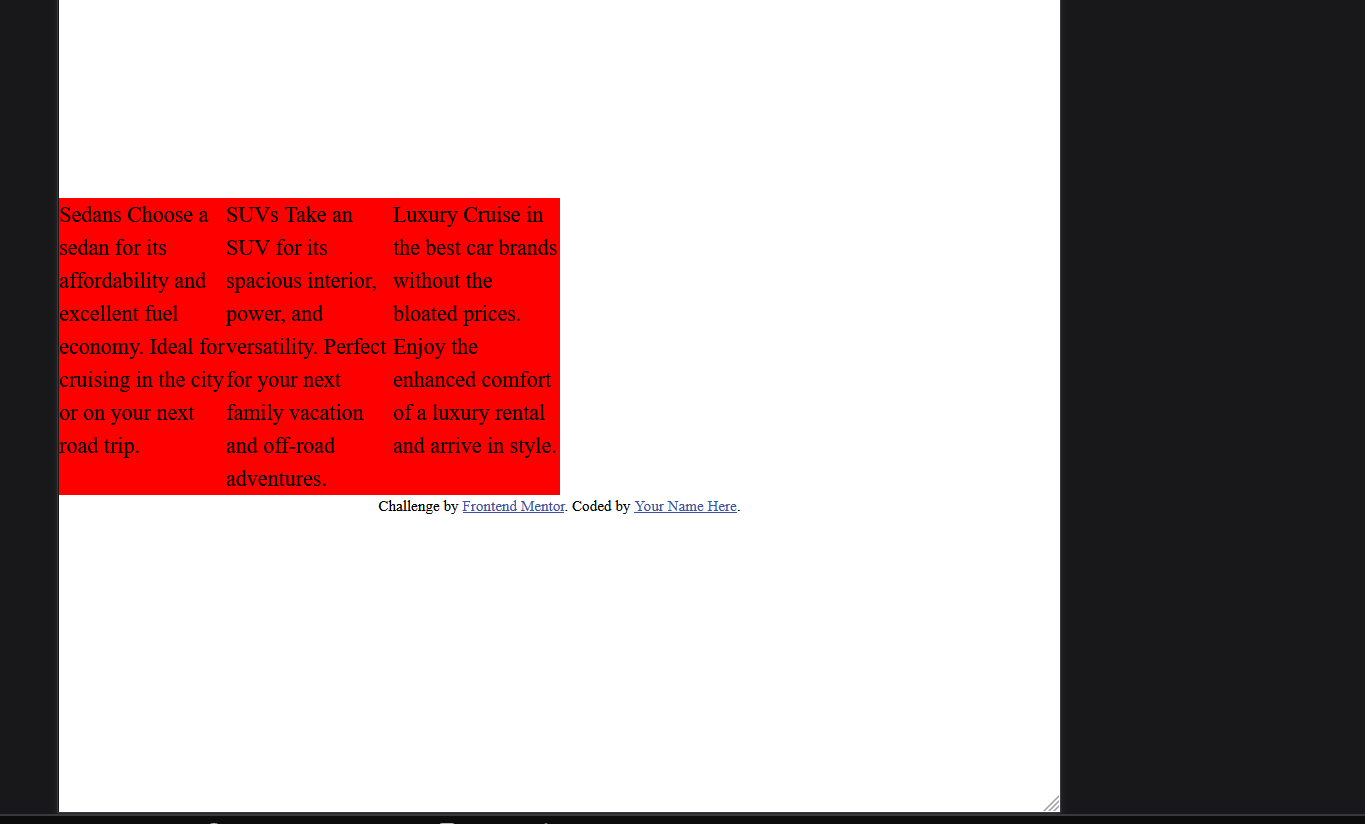 Sedans Choose a
sedan for its
affordability and
excellent fuel
economy. Ideal for
cruising in the city
or on your next
road trip.
SUVs Take an
SUV for its
spacious interior,
power, and
versatility. Perfect
for your next
family vacation
and off-road
adventures.
Luxury Cruise in
the best car brands
without the
bloated prices.
Enjoy the
enhanced comfort
of a luxury rental
and arrive in style.
Challenge by Frontend Mentor. Coded by Your Name Here.